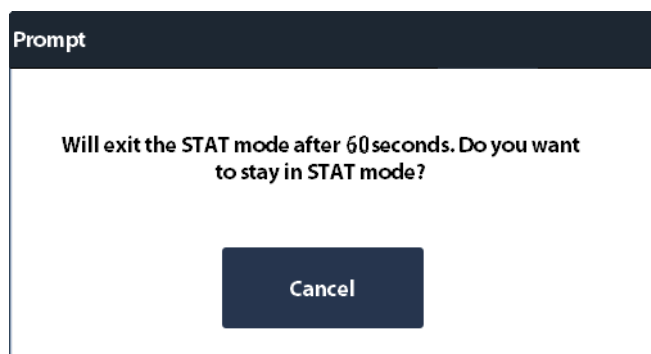 Prompt
Will exit the STAT mode after 60 seconds. Do you want
to stay in STAT mode?
Cancel